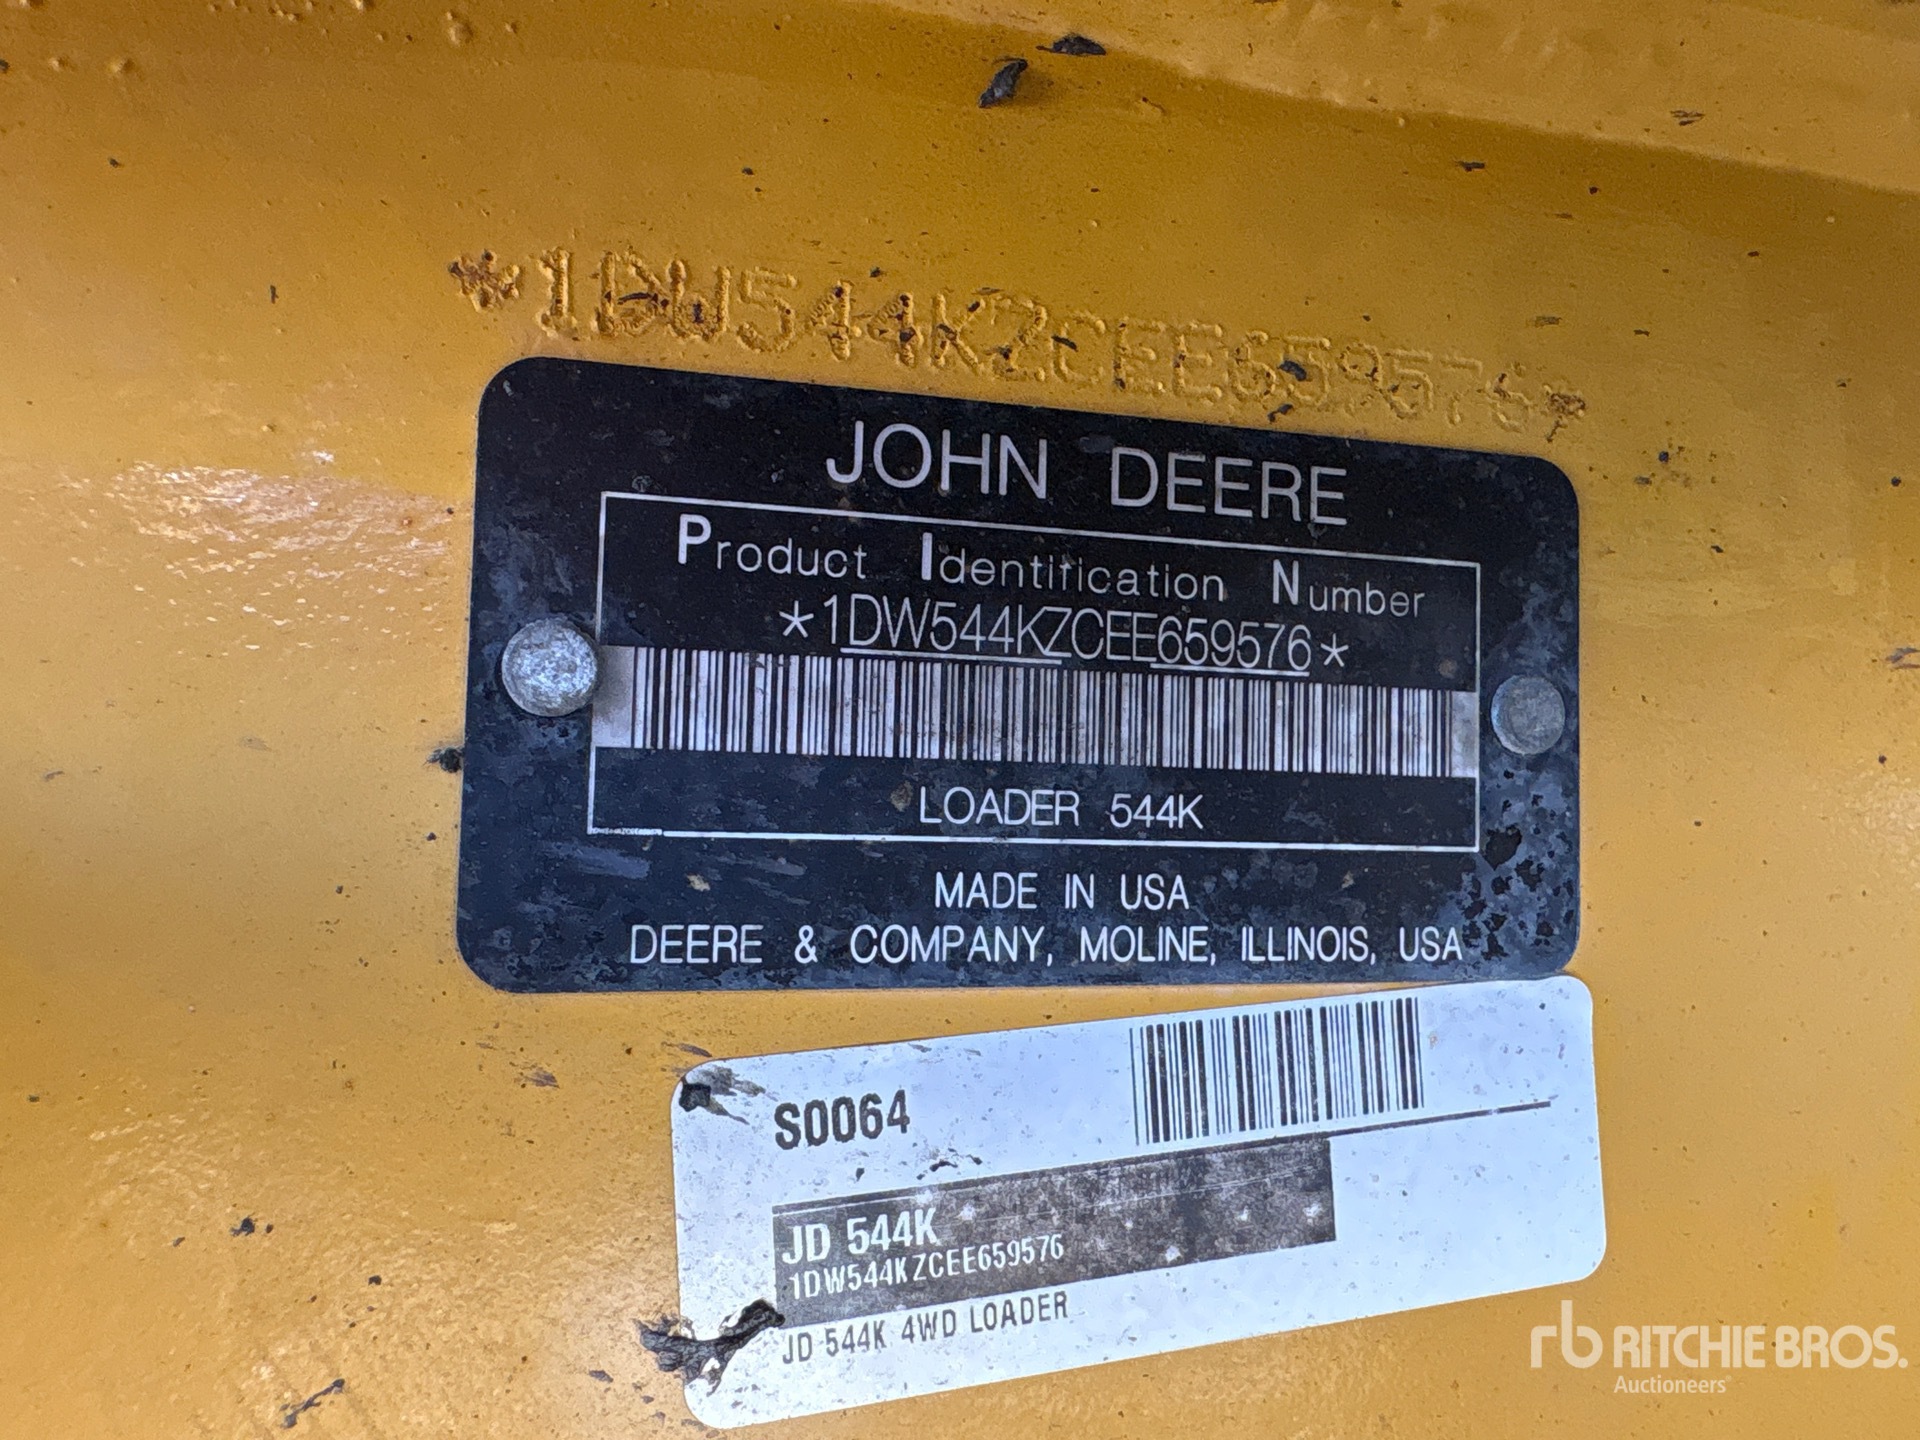 *1DW544KZCEE659576*
JOHN DEERE
Product Identification Number
*1DW544KZCEE659576*
LOADER 544K
MADE IN USA
DEERE & COMPANY, MOLINE, ILLINOIS, USA
S0064
JD 544K
1DW544KZCEE659576
JD 544K 4WD LOADER
rb RITCHIE BROS.
Auctioneers